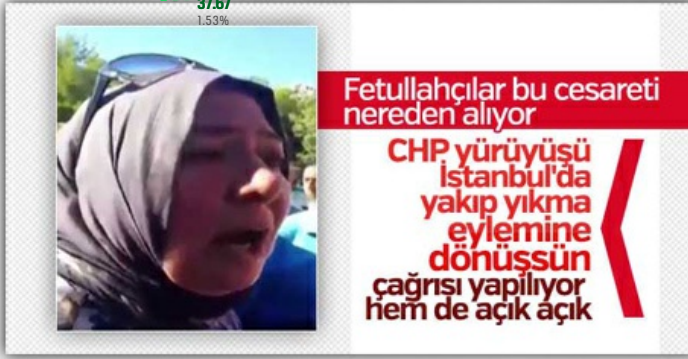 37.67
1.53%
Fetullahçılar bu cesareti
nereden alıyor
CHP yürüyüşü
İstanbul'da
yakıp yıkma
eylemine
dönüşsün
çağrısı yapılıyor
hem de açık açık